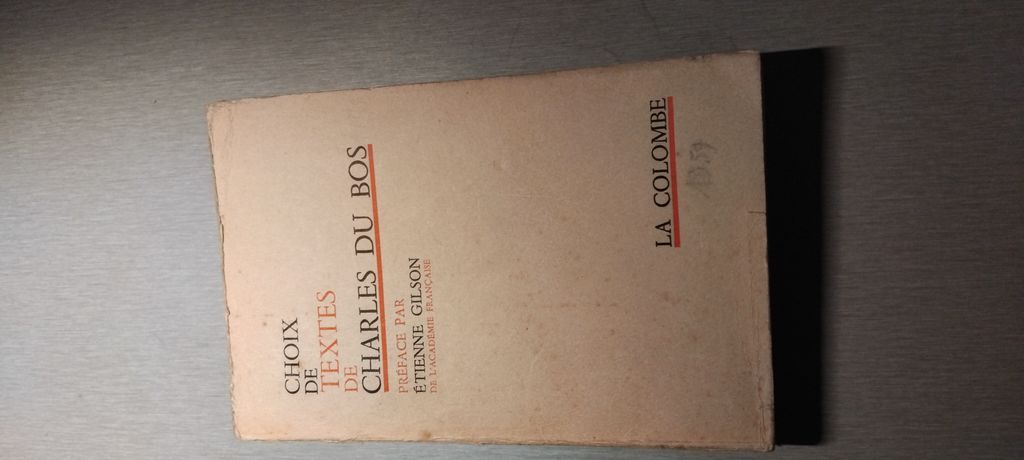 CHOIX
DE
TEXTES
DE
CHARLES DU BOS
PRÉFACE PAR
ÉTIENNE GILSON
DE L'ACADÉMIE FRANÇAISE
LA COLOMBE